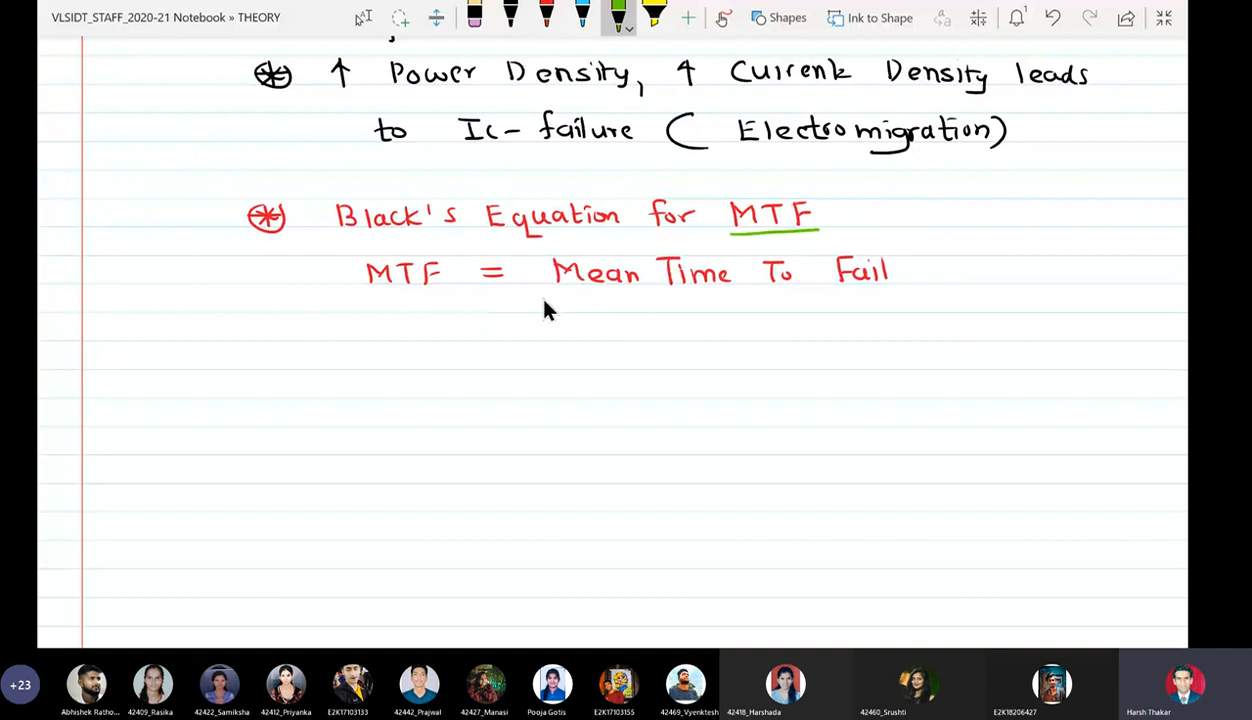 VLSIDT_STAFF_2020-21 Notebook » THEORY
Shapes
Ink to Shape
↑ Power Density, ↑ Current Density leads
to Ic- failure ( Electromigration)
Black's Equation for MTF
MTF = Mean Time To Fail
+23
Abhishek Ratho...
42409_Rasika
42422_Samiksha
42412_Priyanka
E2K17103133
42442_Prajwal
42427_Manasi
Pooja Gotis
E2K17103155
42469_Vyenktesh
42418_Harshada
42460_Srushti
E2K18206427
Harsh Thakar